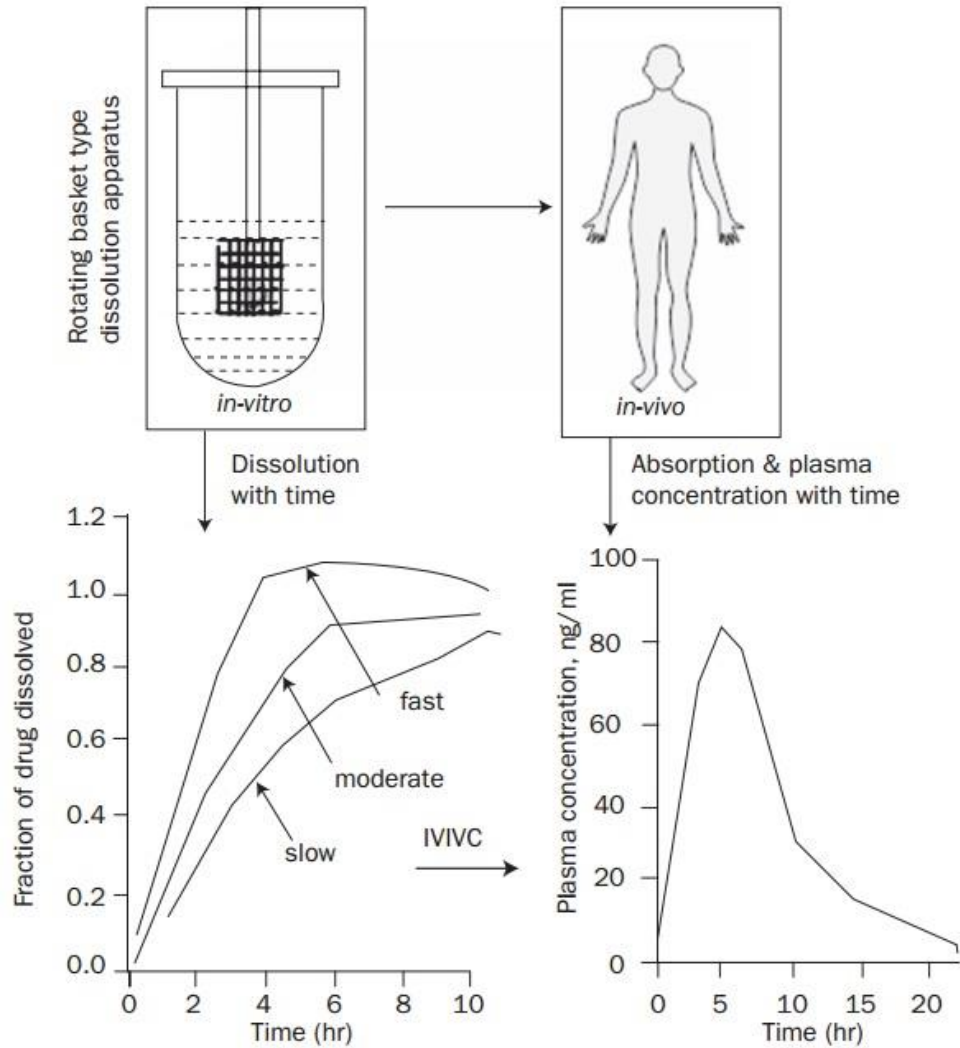 Rotating basket type
dissolution apparatus
in-vitro
in-vivo
Dissolution
with time
Absorption & plasma
concentration with time
Fraction of drug dissolved
1.2
1.0
0.8
0.6
0.4
0.2
0.0
0 2 4 6 8 10
Time (hr)
fast
moderate
slow
IVIVC
Plasma concentration, ng/ml
100
80
60
40
20
0
0 5 10 15 20
Time (hr)